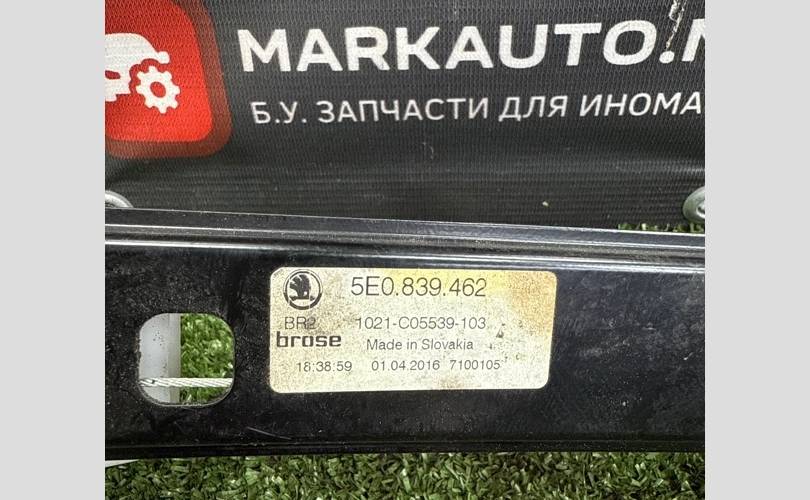 MARKAUTO.
Б.У. ЗАПЧАСТИ ДЛЯ ИНОМА
5E0.839.462
BR2 1021-C05539-103
brose Made in Slovakia
18:38:59 01.04.2016 7100105